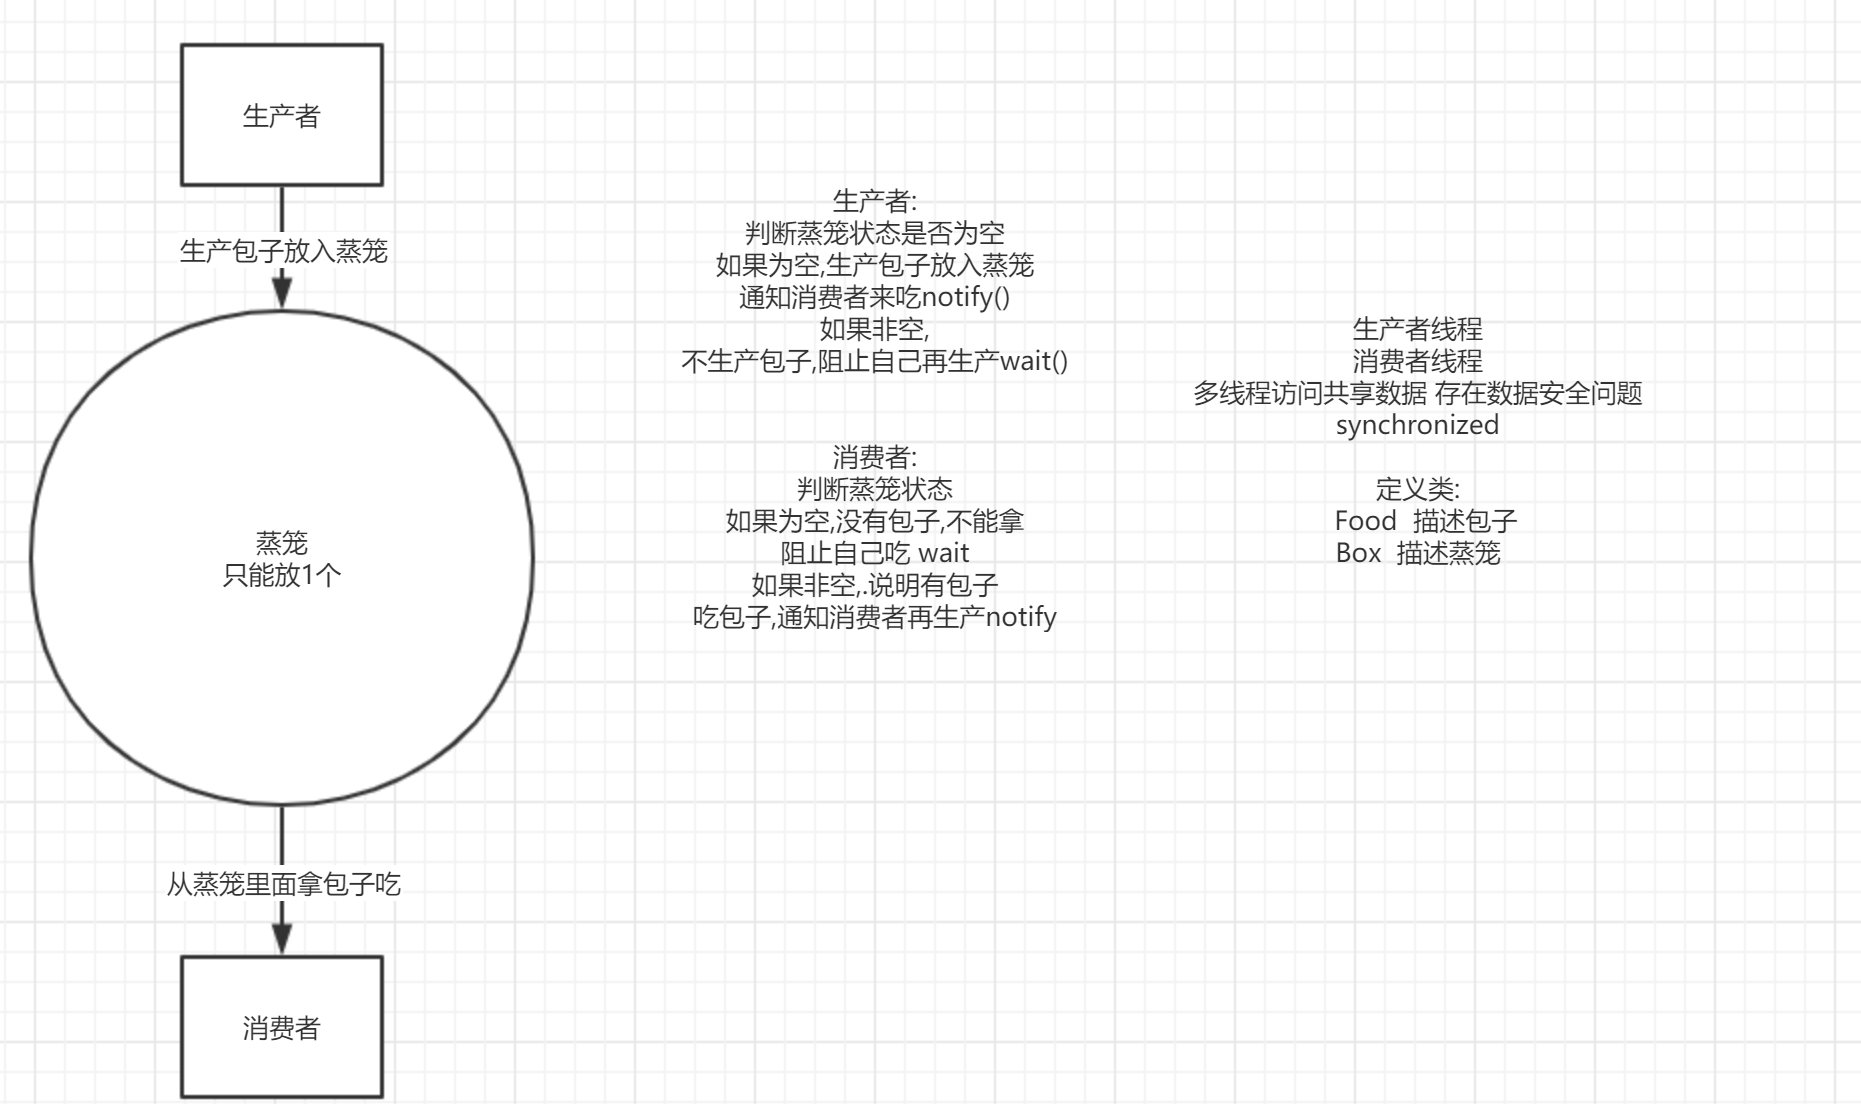 生产者
生产包子放入蒸笼
蒸笼
只能放1个
从蒸笼里面拿包子吃
消费者
生产者:
判断蒸笼状态是否为空
如果为空,生产包子放入蒸笼
通知消费者来吃notify()
如果非空,
不生产包子,阻止自己再生产wait()
消费者:
判断蒸笼状态
如果为空,没有包子,不能拿
阻止自己吃 wait
如果非空,.说明有包子
吃包子,通知消费者再生产notify
生产者线程
消费者线程
多线程访问共享数据 存在数据安全问题
synchronized
定义类:
Food 描述包子
Box 描述蒸笼